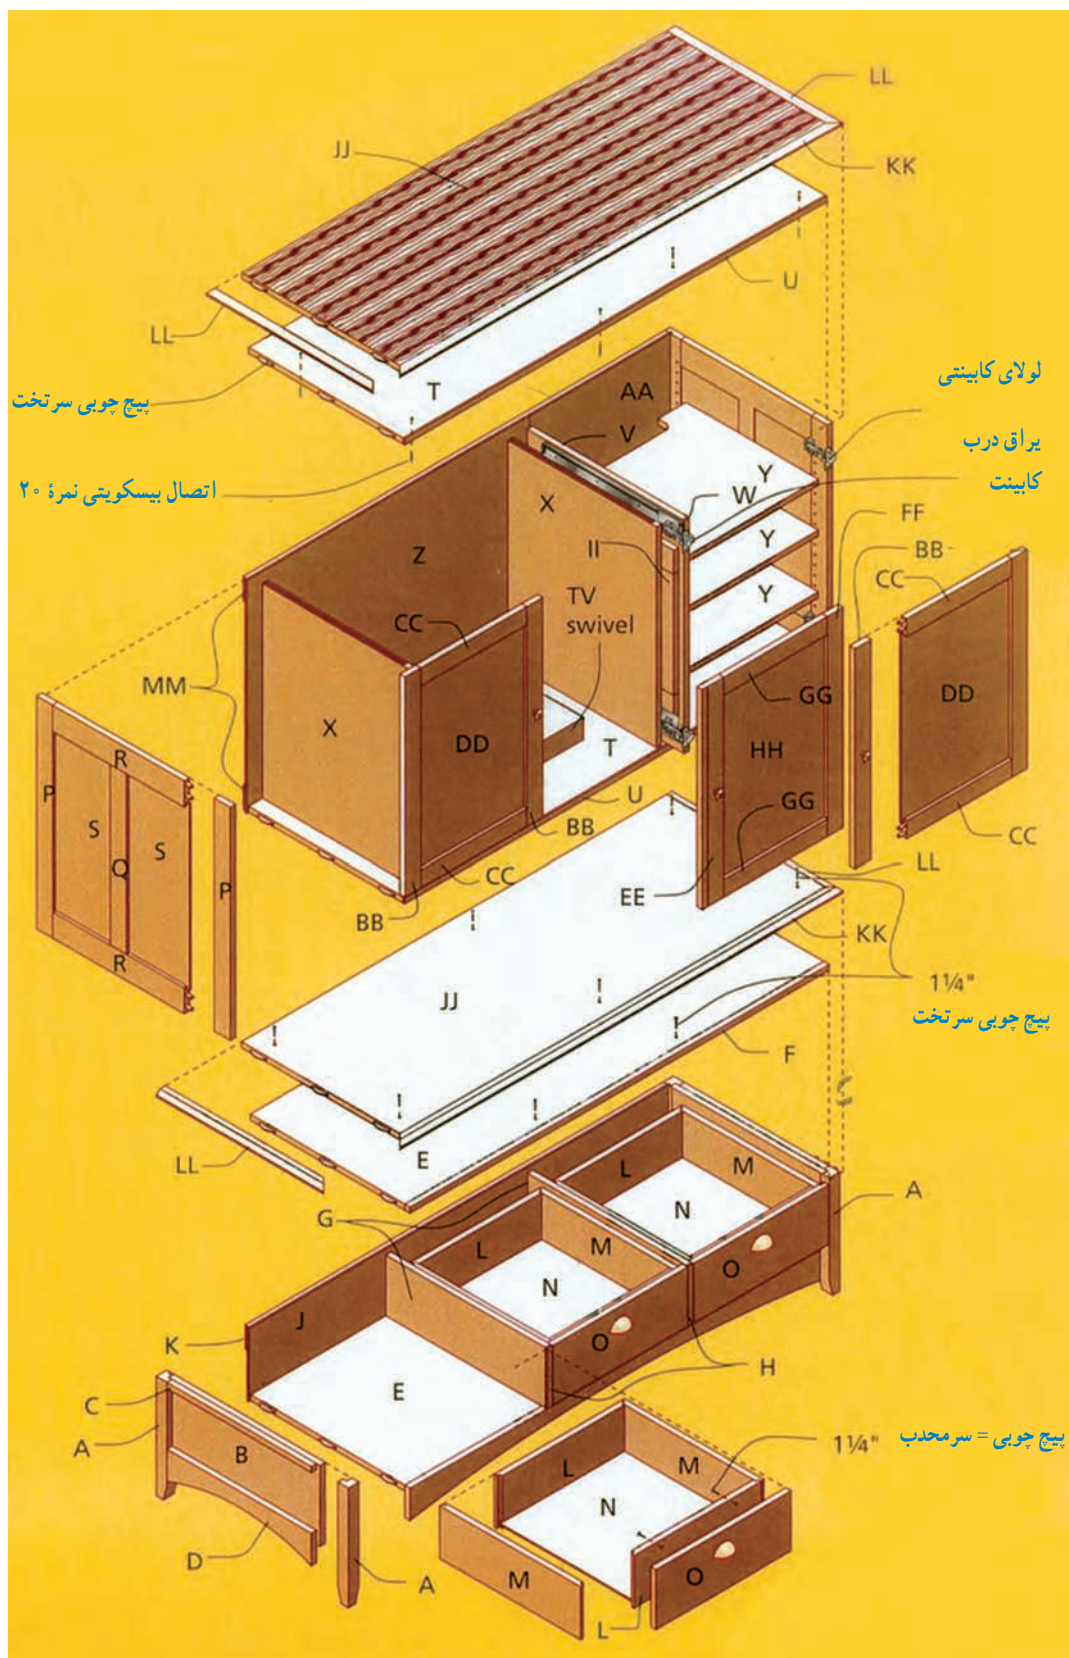 LL
JJ
KK
U
LL
T
پیچ چوبی سرتخت
لولای کابینتی
AA
V
یراق درب
کابینت
Y
اتصال بیسکویتی نمرهٔ ۲۰
W
X
FF
II
Y
BB
Z
CC
TV
swivel
Y
CC
MM
GG
DD
X
DD
T
HH
R
P
U
GG
S
S
BB
CC
Q
CC
LL
P
EE
BB
KK
R
JJ
1¼"
پیچ چوبی سرتخت
F
E
LL
L
M
A
N
G
L
M
O
N
J
O
K
H
E
C
A
B
1¼"
پیچ چوبی = سرمحدب
L
M
N
D
A
M
O
L